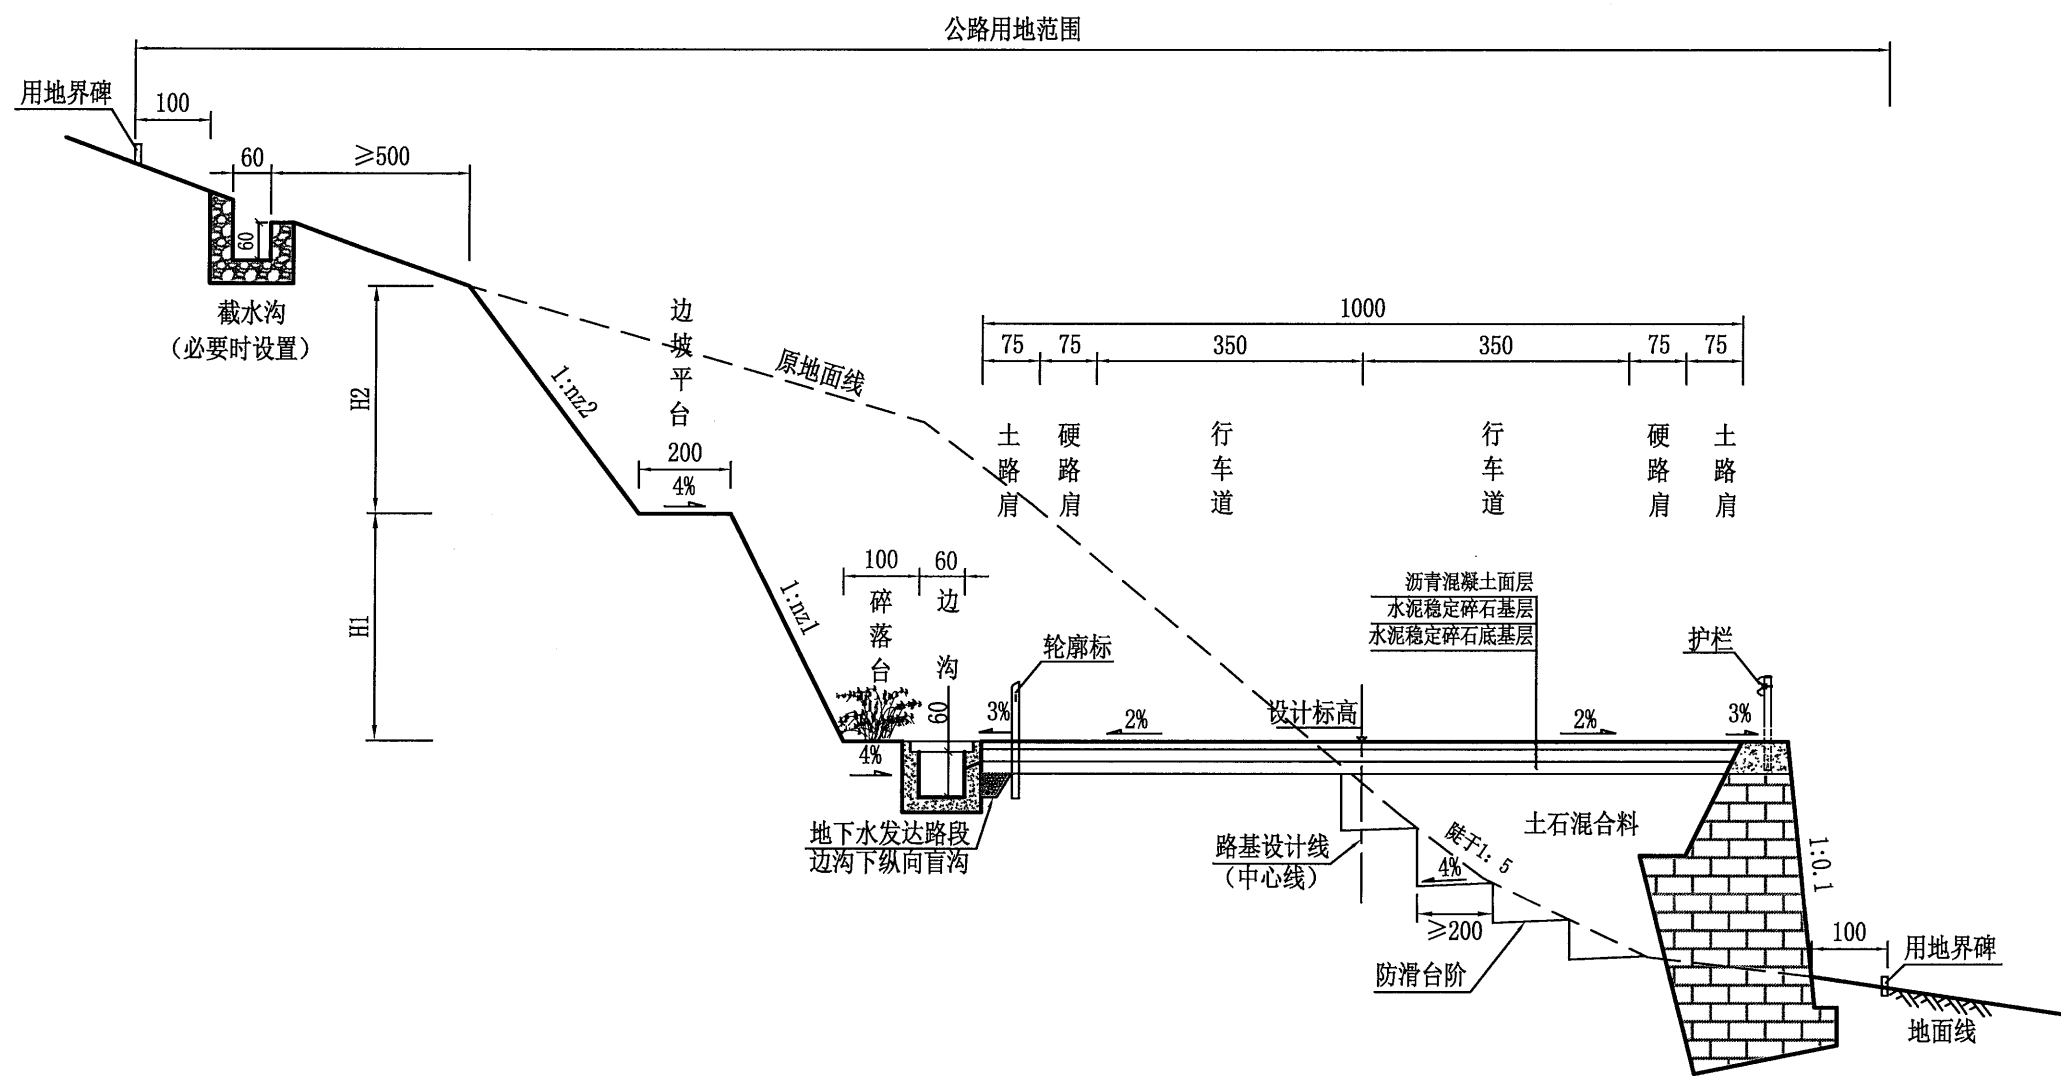 公路用地范围
用地界碑
100
60
≥500
60
截水沟
（必要时设置）
H2
1:nz2
边坡平台
原地面线
200
4%
H1
1:nz1
1000
75
75
350
350
75
75
土路肩
硬路肩
行车道
行车道
硬路肩
土路肩
100
60
碎落台
边沟
60
4%
轮廓标
沥青混凝土面层
水泥稳定碎石基层
水泥稳定碎石底基层
护栏
3%
2%
设计标高
2%
3%
地下水发达路段
边沟下纵向盲沟
路基设计线
（中心线）
土石混合料
陡于1：5
4%
≥200
防滑台阶
1:0.1
100
用地界碑
地面线